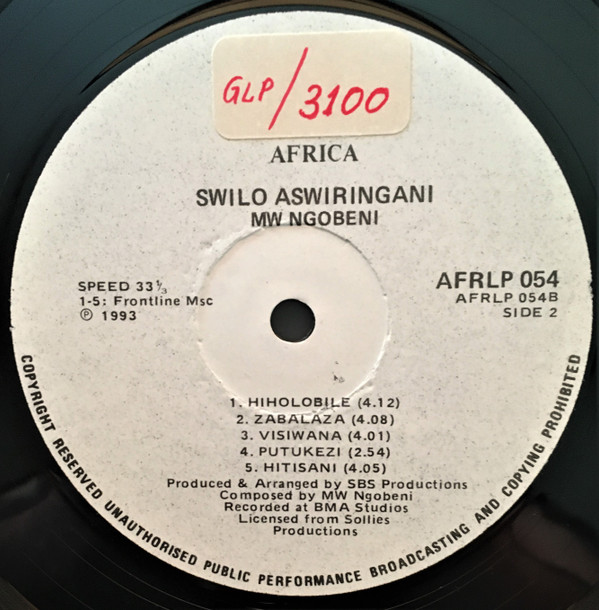 GLP/3100
AFRICA
SWILO ASWIRINGANI
MW NGOBENI
SPEED 33⅓
1-5: Frontline Msc
℗ 1993
AFRLP 054
AFRLP 054B
SIDE 2
1. HIHOLOBILE (4.12)
2. ZABALAZA (4.08)
3. VISIWANA (4.01)
4. PUTUKEZI (2.54)
5. HITISANI (4.05)
Produced & Arranged by SBS Productions
Composed by MW Ngobeni
Recorded at BMA Studios
Licensed from Sollies
Productions
COPYRIGHT RESERVED UNAUTHORISED PUBLIC PERFORMANCE BROADCASTING AND COPYING PROHIBITED